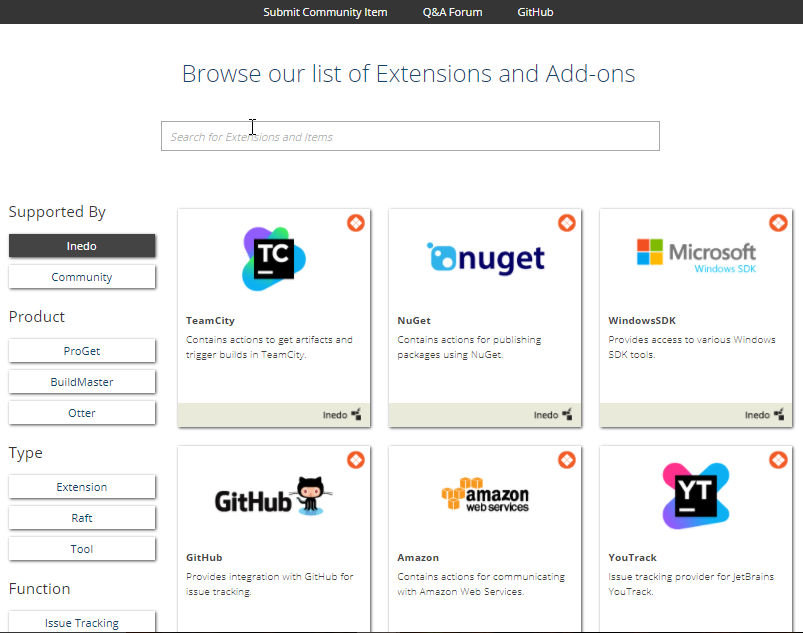 Submit Community Item Q&A Forum GitHub
Browse our list of Extensions and Add-ons
Search for Extensions and Items
Supported By
Inedo
Community
Product
ProGet
BuildMaster
Otter
Type
Extension
Raft
Tool
Function
Issue Tracking
TC
TeamCity
Contains actions to get artifacts and
trigger builds in TeamCity.
Inedo
nuget
NuGet
Contains actions for publishing
packages using NuGet.
Inedo
Microsoft
Windows SDK
WindowsSDK
Provides access to various Windows
SDK tools.
Inedo
GitHub
GitHub
Provides integration with GitHub for
issue tracking.
amazon
web services
Amazon
Contains actions for communicating
with Amazon Web Services.
YT
YouTrack
Issue tracking provider for JetBrains
YouTrack.